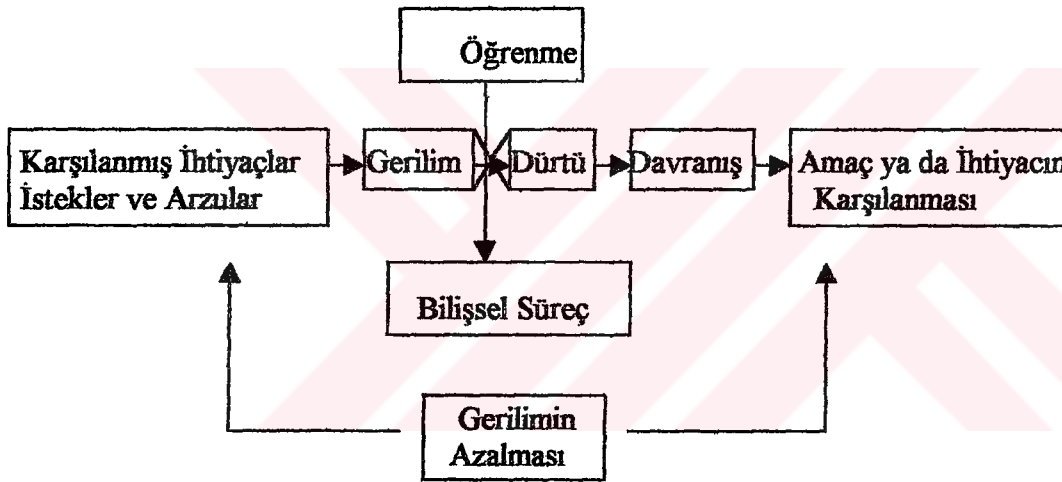 Öğrenme
Karşılanmış İhtiyaçlar
İstekler ve Arzular
Gerilim
Dürtü
Davranış
Amaç ya da İhtiyacın
Karşılanması
Bilişsel Süreç
Gerilimin
Azalması